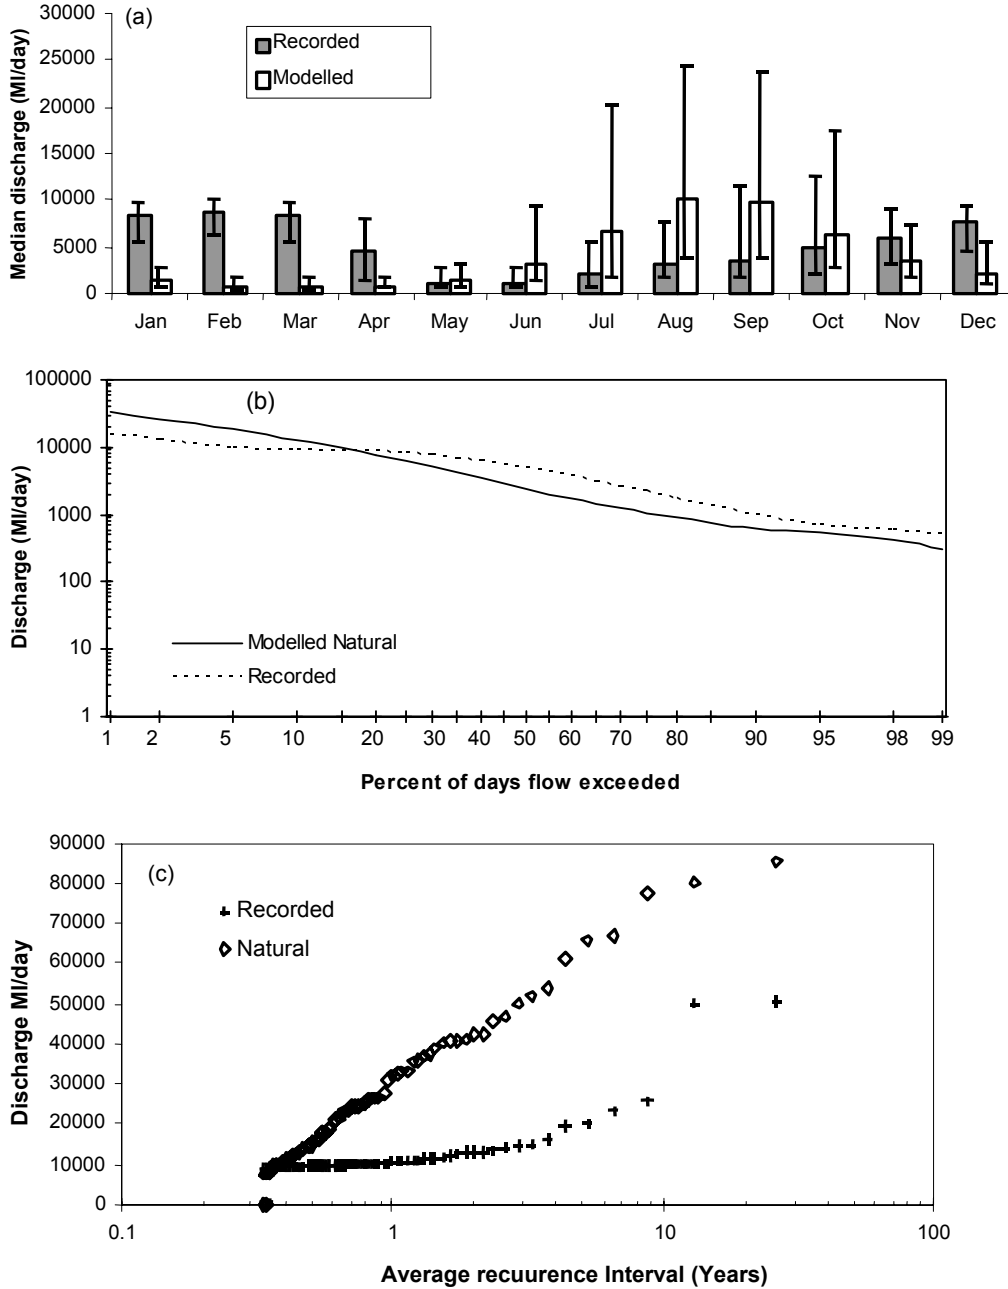 (a)
Median discharge (Ml/day)
30000
25000
20000
15000
10000
5000
0
Recorded
Modelled
Jan Feb Mar Apr May Jun Jul Aug Sep Oct Nov Dec
(b)
Discharge (Ml/day)
100000
10000
1000
100
10
1
Modelled Natural
Recorded
1 2 5 10 20 30 40 50 60 70 80 90 95 98 99
Percent of days flow exceeded
(c)
Discharge Ml/day
90000
80000
70000
60000
50000
40000
30000
20000
10000
0
Recorded
Natural
0.1 1 10 100
Average recuurence Interval (Years)